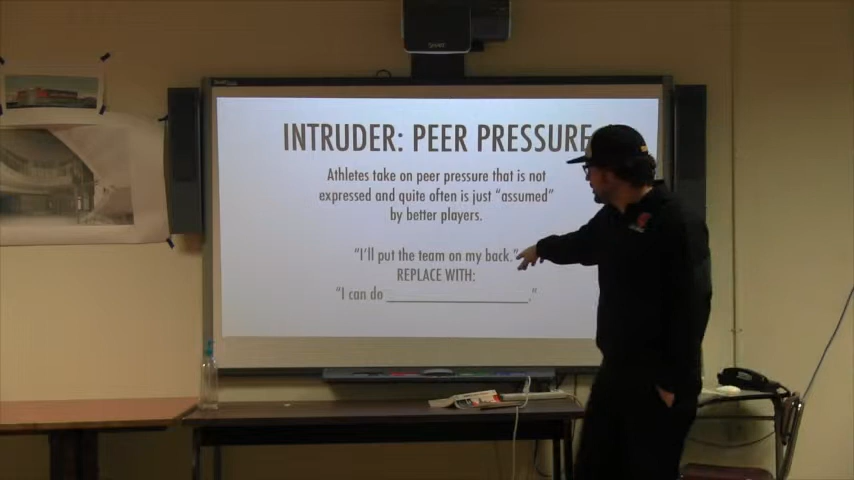 INTRUDER: PEER PRESSURE
Athletes take on peer pressure that is not
expressed and quite often is just “assumed”
by better players.
“I’ll put the team on my back.”
REPLACE WITH:
“I can do ____________________.”